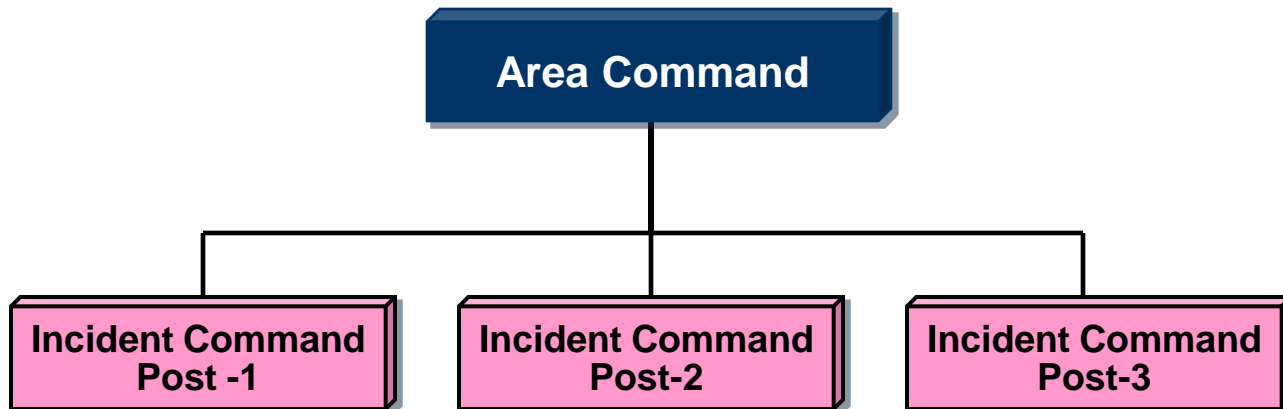 Area Command
Incident Command
Post -1
Incident Command
Post-2
Incident Command
Post-3